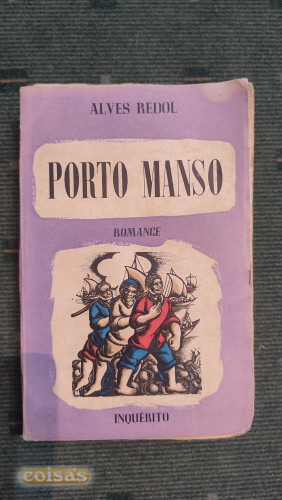 ALVES REDOL
PORTO MANSO
ROMANCE
INQUÉRITO
coisas